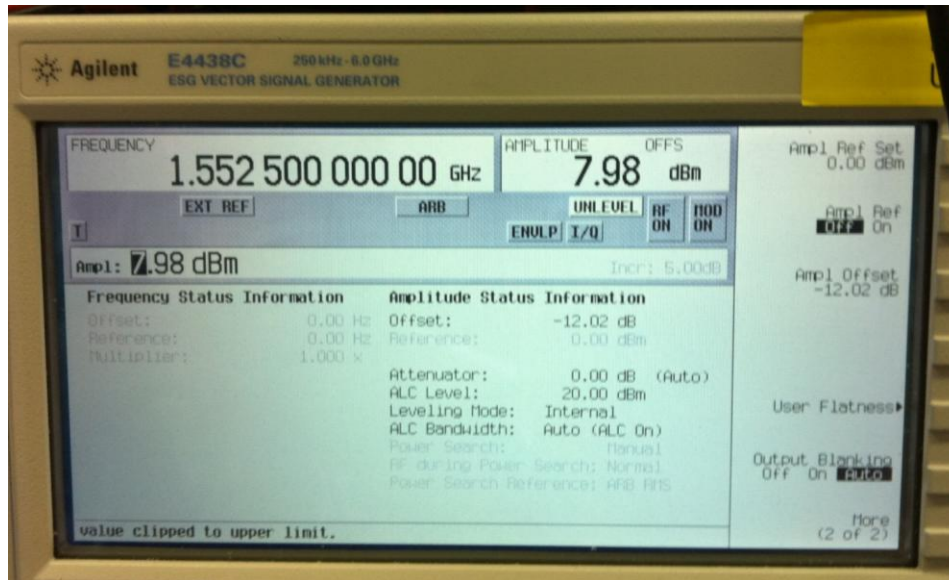 Agilent E4438C 250 kHz - 6.0 GHz
ESG VECTOR SIGNAL GENERATOR
FREQUENCY
1.552 500 000 00 GHz
AMPLITUDE OFFS
7.98 dBm
EXT REF ARB UNLEVEL RF ON MOD ON
I ENVLP I/Q
Ampl: 7.98 dBm Incr: 5.00dB
Frequency Status Information
Offset: 0.00 Hz
Reference: 0.00 Hz
Multiplier: 1.000 x
Amplitude Status Information
Offset: -12.02 dB
Reference: 0.00 dBm
Attenuator: 0.00 dB (Auto)
ALC Level: 20.00 dBm
Leveling Mode: Internal
ALC Bandwidth: Auto (ALC On)
Power Search: Manual
RF during Power Search: Normal
Power Search Reference: ARB RMS
value clipped to upper limit.
Ampl Ref Set
0.00 dBm
Ampl Ref
Off On
Ampl Offset
-12.02 dB
User Flatness
Output Blanking
Off On Auto
More
(2 of 2)